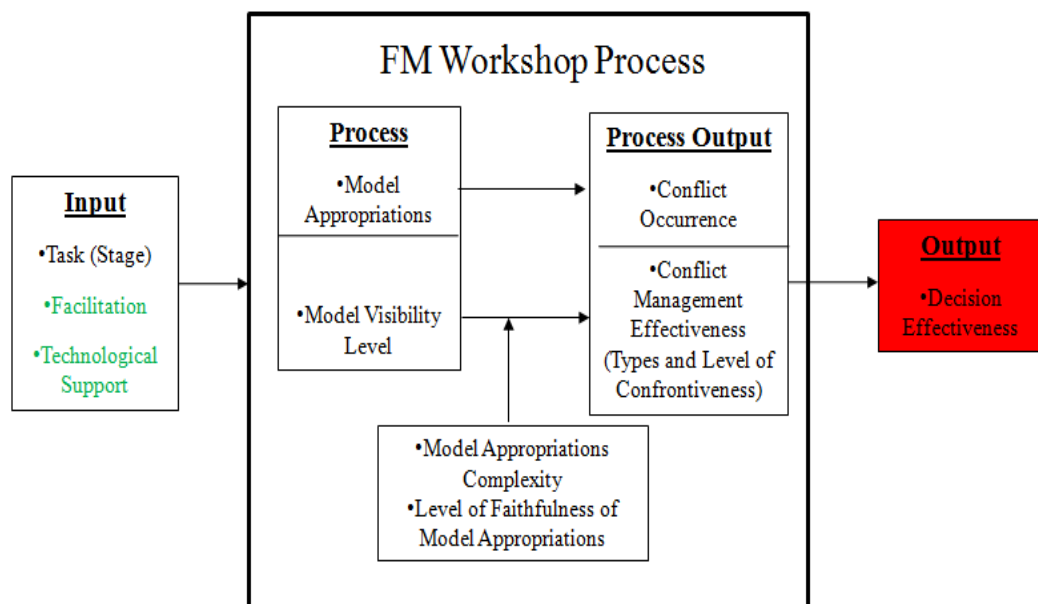 FM Workshop Process
Input
•Task (Stage)
•Facilitation
•Technological
Support
Process
•Model
Appropriations
•Model Visibility
Level
Process Output
•Conflict
Occurrence
•Conflict
Management
Effectiveness
(Types and Level of
Confrontiveness)
•Model Appropriations
Complexity
•Level of Faithfulness of
Model Appropriations
Output
•Decision
Effectiveness